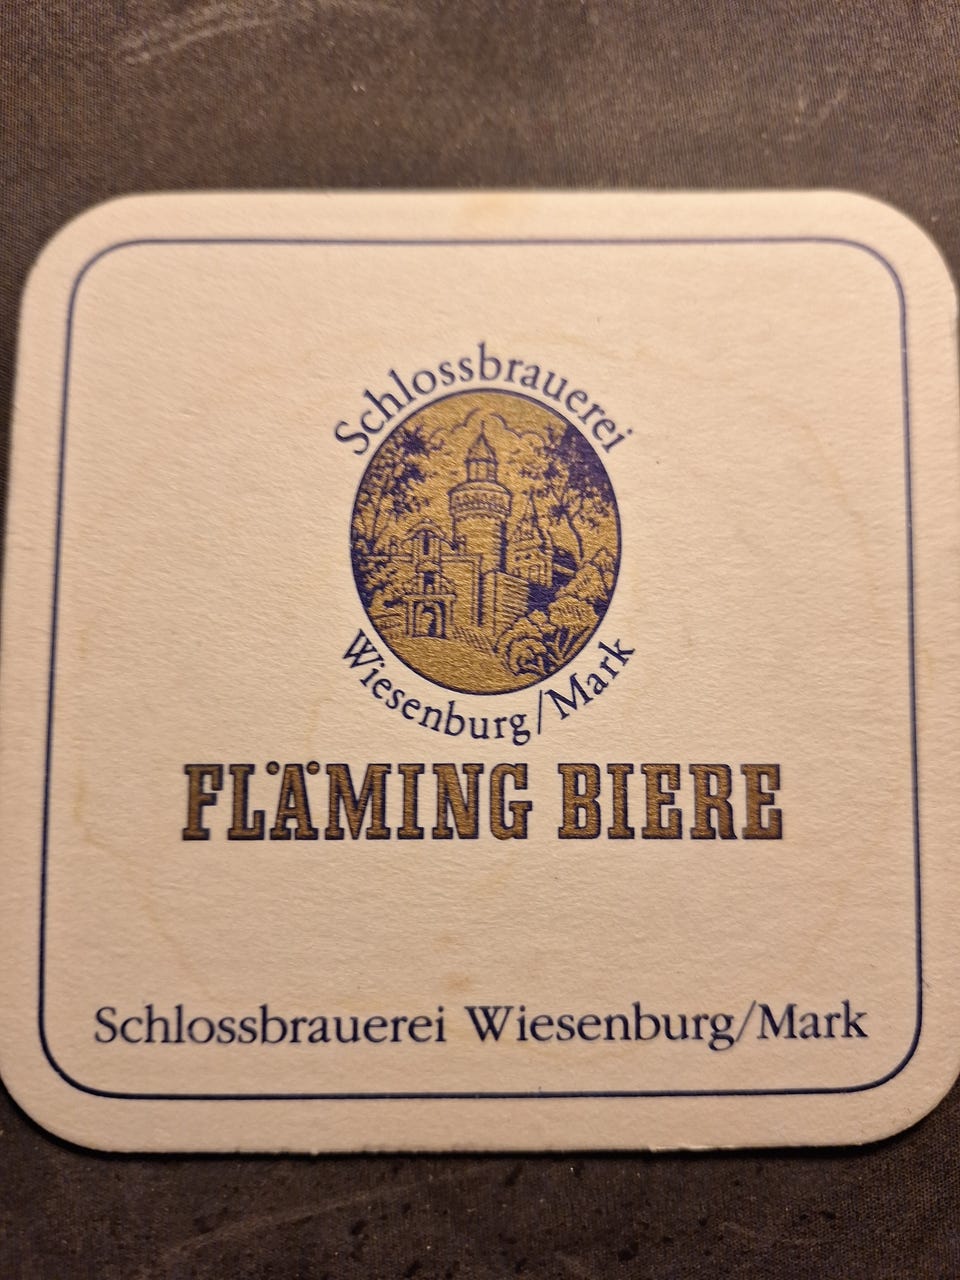 Schlossbrauerei
Wiesenburg/Mark
FLÄMING BIERE
Schlossbrauerei Wiesenburg/Mark